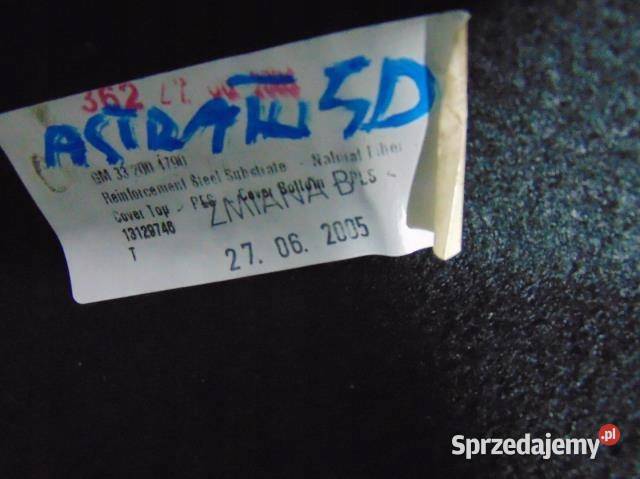 362
ASTRA III 5D
GM 33 200
Reinforcement Steel Substrate - Natural Fiber
Cover Top - PES - Cover Bottom - PES -
ZMIANA B
13129746
T
27. 06. 2005
Sprzedajemy.pl